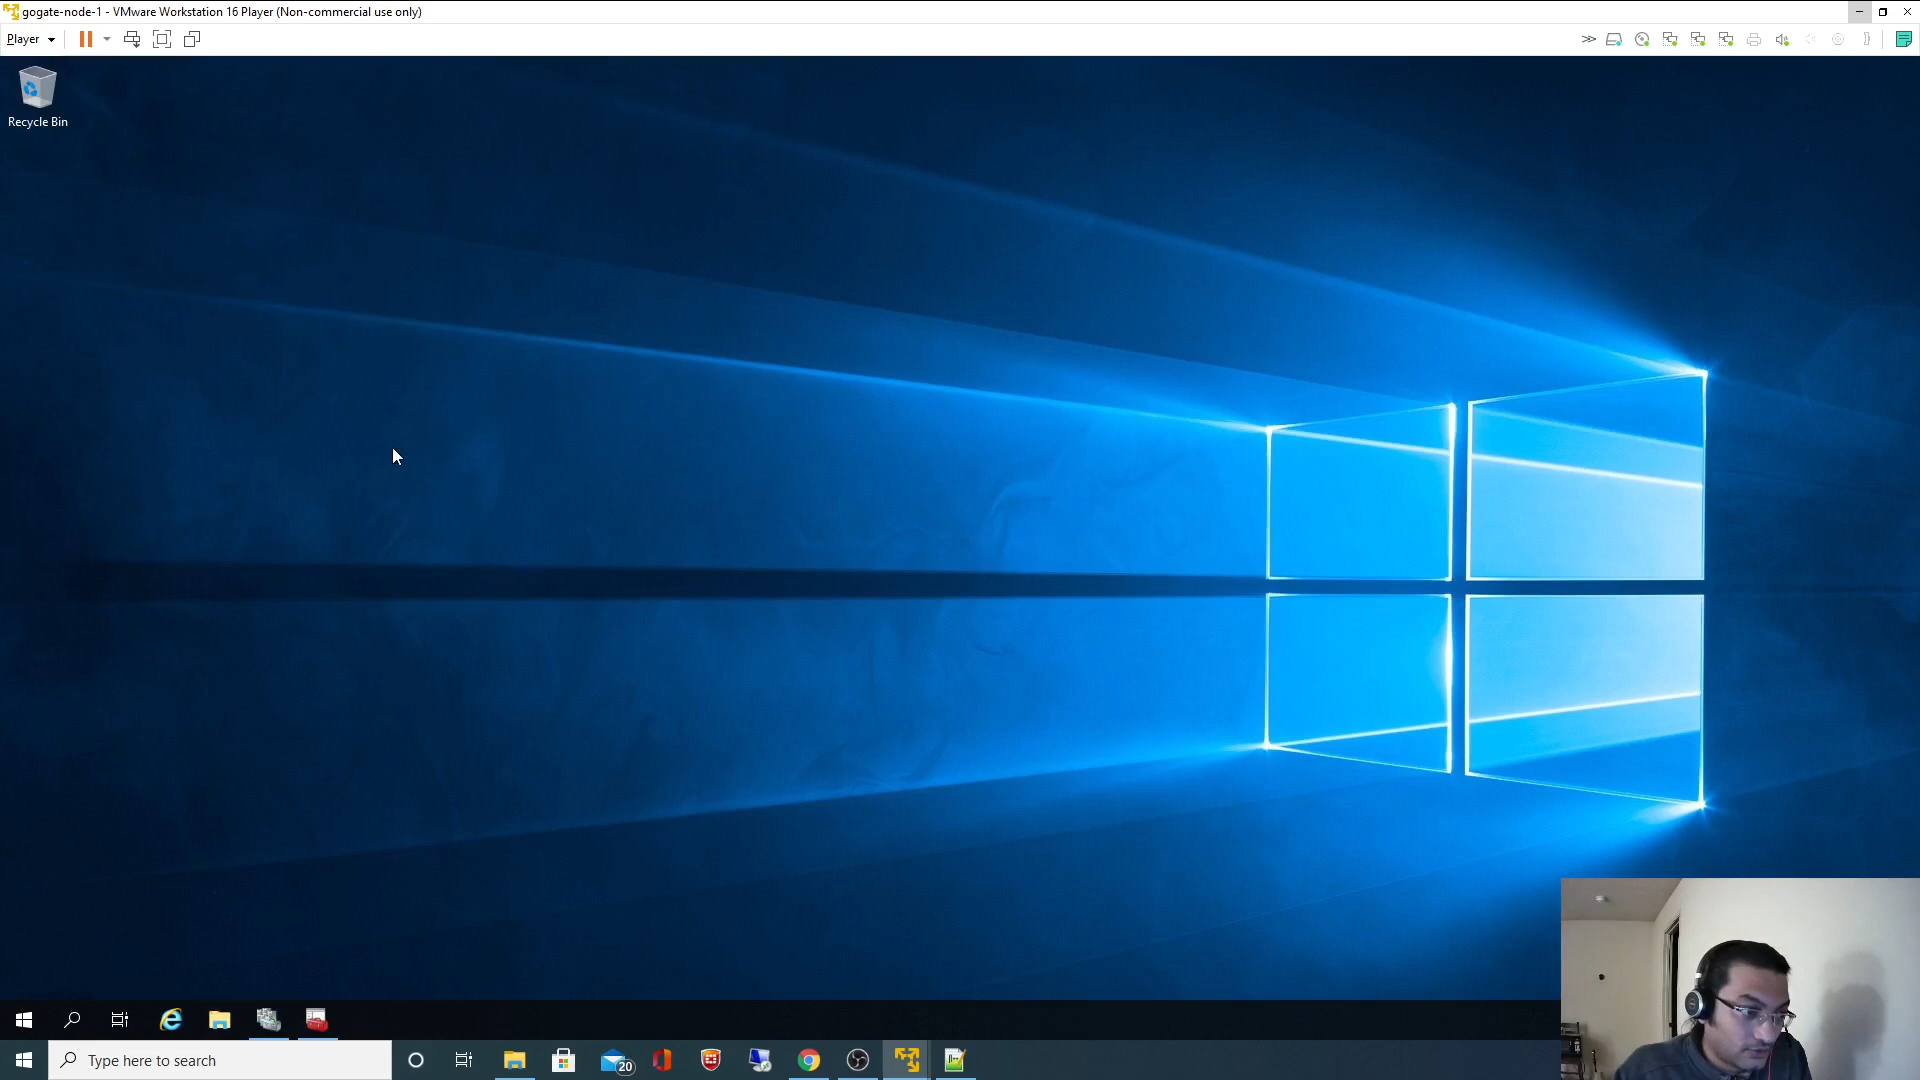 gogate-node-1 - VMware Workstation 16 Player (Non-commercial use only)
Player
Recycle Bin
Type here to search
20